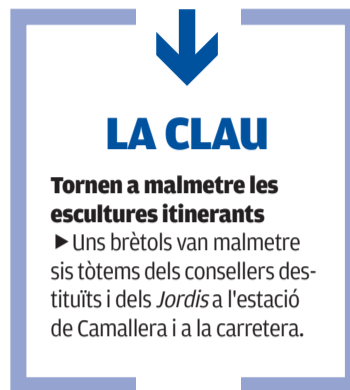 LA CLAU
Tornen a malmetre les
escultures itinerants
▶ Uns brètols van malmetre
sis tòtems dels consellers des-
tituïts i dels Jordis a l'estació
de Camallera i a la carretera.